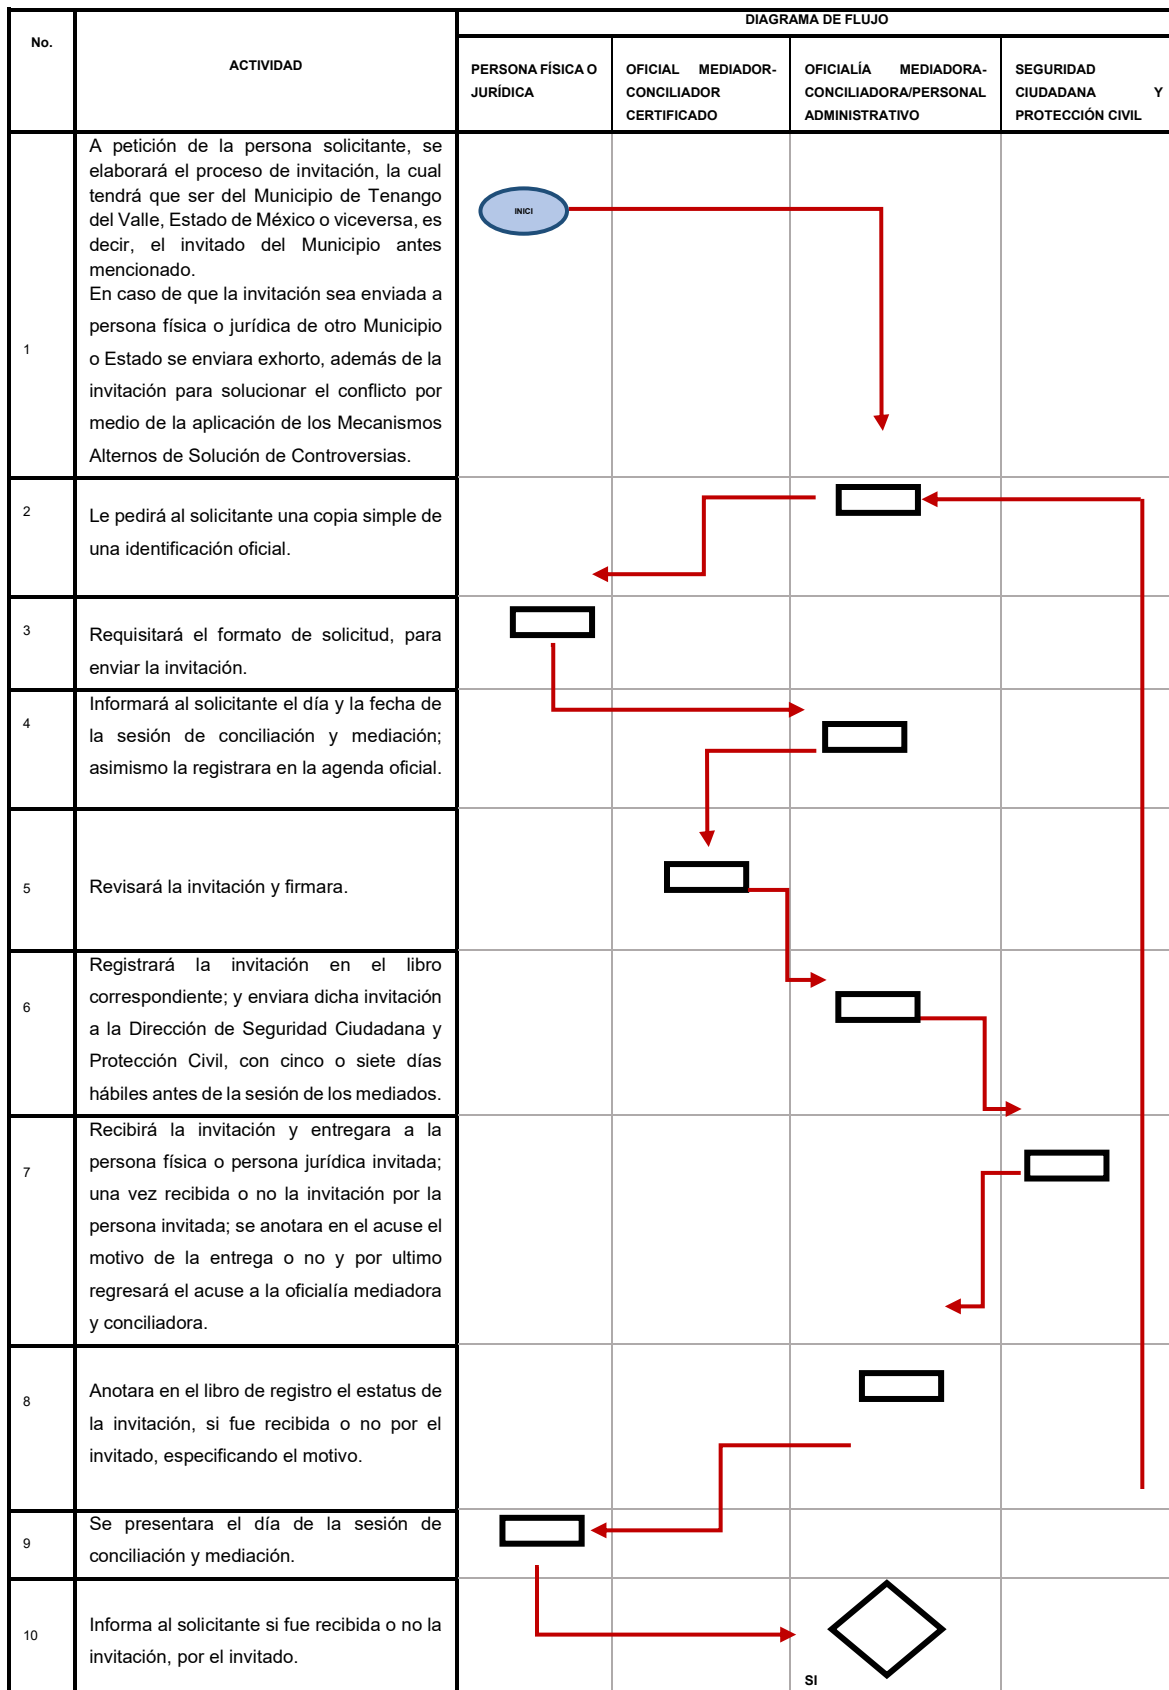 DIAGRAMA DE FLUJO
No.
ACTIVIDAD
PERSONA FÍSICA O
JURÍDICA
OFICIAL MEDIADOR-
CONCILIADOR
CERTIFICADO
OFICIALÍA MEDIADORA-
CONCILIADORA/PERSONAL
ADMINISTRATIVO
SEGURIDAD
CIUDADANA Y
PROTECCIÓN CIVIL
1
A petición de la persona solicitante, se
elaborará el proceso de invitación, la cual
tendrá que ser del Municipio de Tenango
del Valle, Estado de México o viceversa, es
decir, el invitado del Municipio antes
mencionado.
En caso de que la invitación sea enviada a
persona física o jurídica de otro Municipio
o Estado se enviara exhorto, además de la
invitación para solucionar el conflicto por
medio de la aplicación de los Mecanismos
Alternos de Solución de Controversias.
INICI
2
Le pedirá al solicitante una copia simple de
una identificación oficial.
3
Requisitará el formato de solicitud, para
enviar la invitación.
4
Informará al solicitante el día y la fecha de
la sesión de conciliación y mediación;
asimismo la registrara en la agenda oficial.
5
Revisará la invitación y firmara.
6
Registrará la invitación en el libro
correspondiente; y enviara dicha invitación
a la Dirección de Seguridad Ciudadana y
Protección Civil, con cinco o siete días
hábiles antes de la sesión de los mediados.
7
Recibirá la invitación y entregara a la
persona física o persona jurídica invitada;
una vez recibida o no la invitación por la
persona invitada; se anotara en el acuse el
motivo de la entrega o no y por ultimo
regresará el acuse a la oficialía mediadora
y conciliadora.
8
Anotara en el libro de registro el estatus de
la invitación, si fue recibida o no por el
invitado, especificando el motivo.
9
Se presentara el día de la sesión de
conciliación y mediación.
10
Informa al solicitante si fue recibida o no la
invitación, por el invitado.
SI